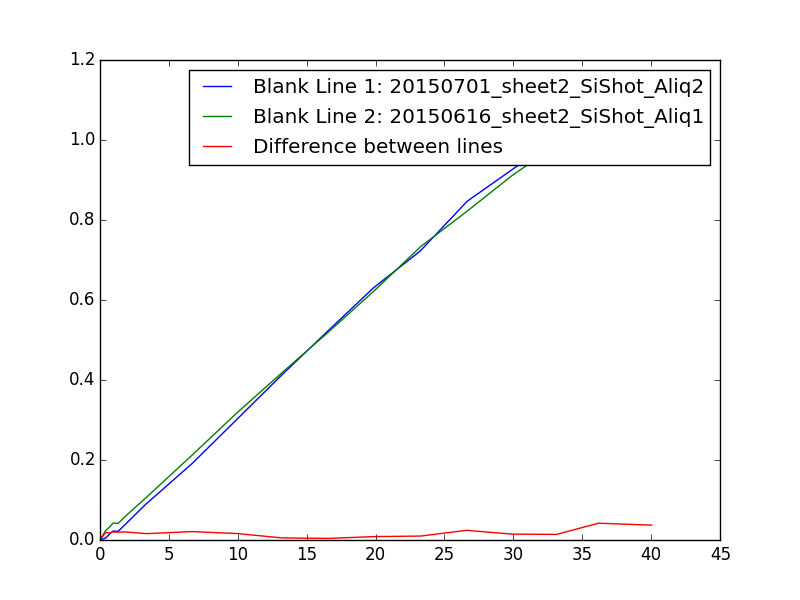 1.2
1.0
0.8
0.6
0.4
0.2
0.0
Blank Line 1: 20150701_sheet2_SiShot_Aliq2
Blank Line 2: 20150616_sheet2_SiShot_Aliq1
Difference between lines
0 5 10 15 20 25 30 35 40 45